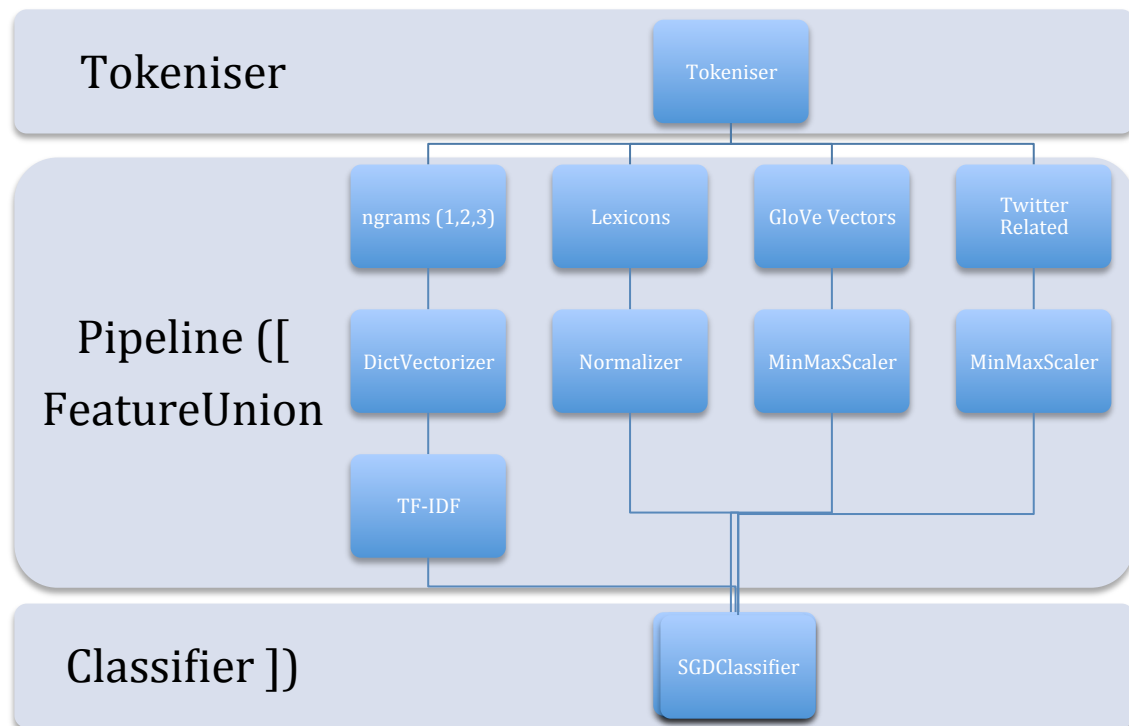 Tokeniser
Tokeniser
ngrams (1,2,3)
Lexicons
GloVe Vectors
Twitter
Related
Pipeline ([
FeatureUnion
DictVectorizer
Normalizer
MinMaxScaler
MinMaxScaler
TF-IDF
Classifier ])
SGDClassifier